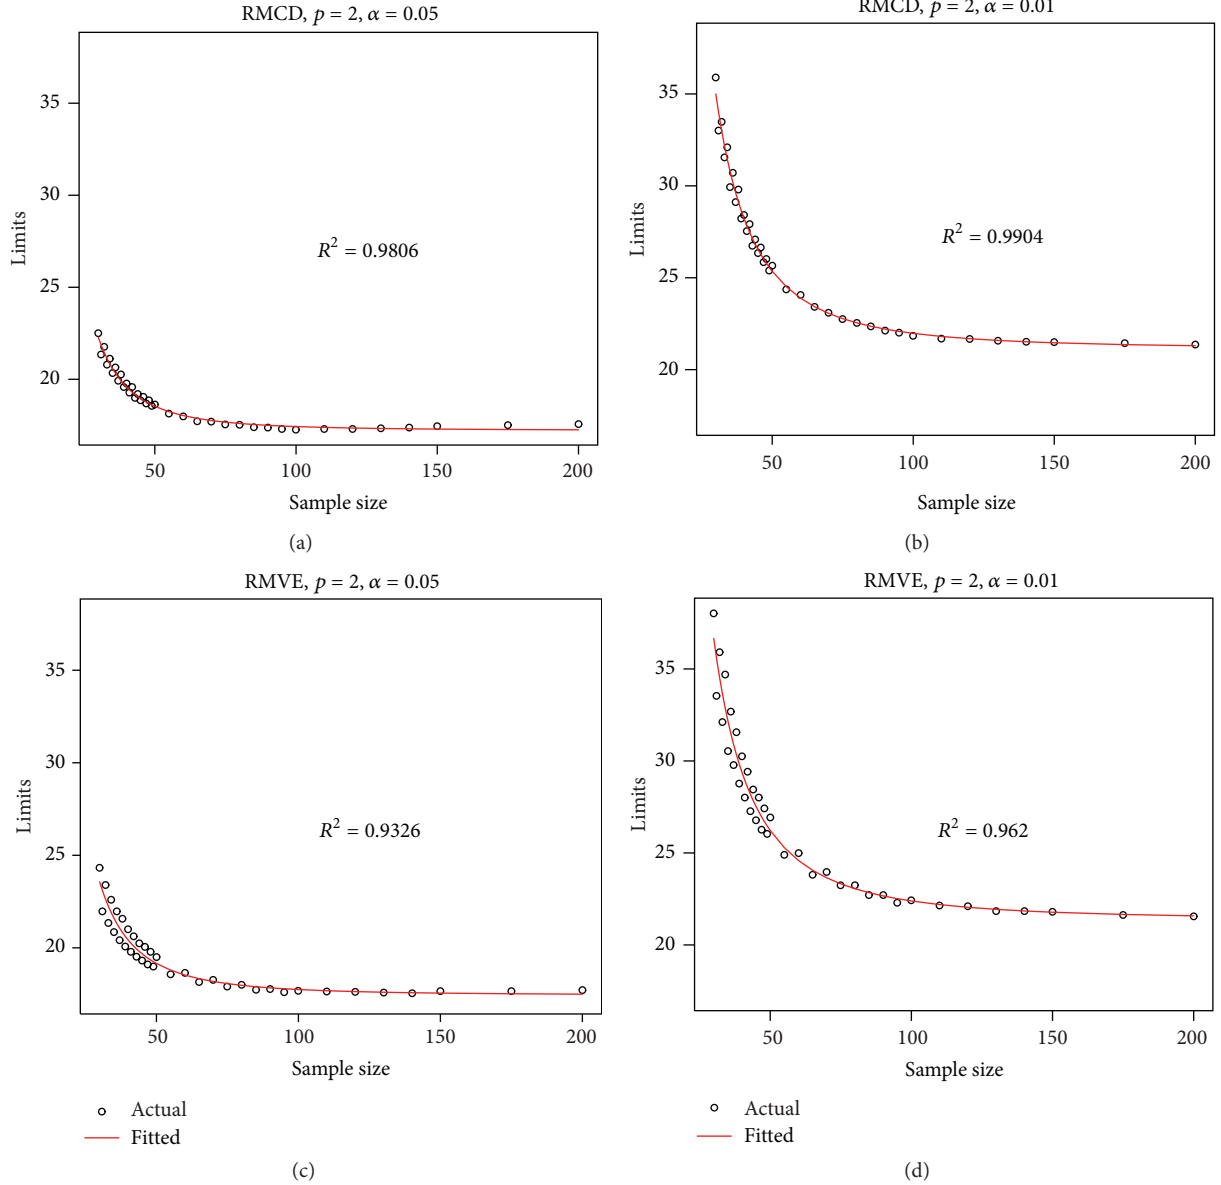 RMCD, p = 2, α = 0.05
35
30
25
20
Limits
R² = 0.9806
50 100 150 200
Sample size
(a)
RMCD, p = 2, α = 0.01
35
30
25
20
Limits
R² = 0.9904
50 100 150 200
Sample size
(b)
RMVE, p = 2, α = 0.05
35
30
25
20
Limits
R² = 0.9326
50 100 150 200
Sample size
Actual
Fitted
(c)
RMVE, p = 2, α = 0.01
35
30
25
20
Limits
R² = 0.962
50 100 150 200
Sample size
Actual
Fitted
(d)